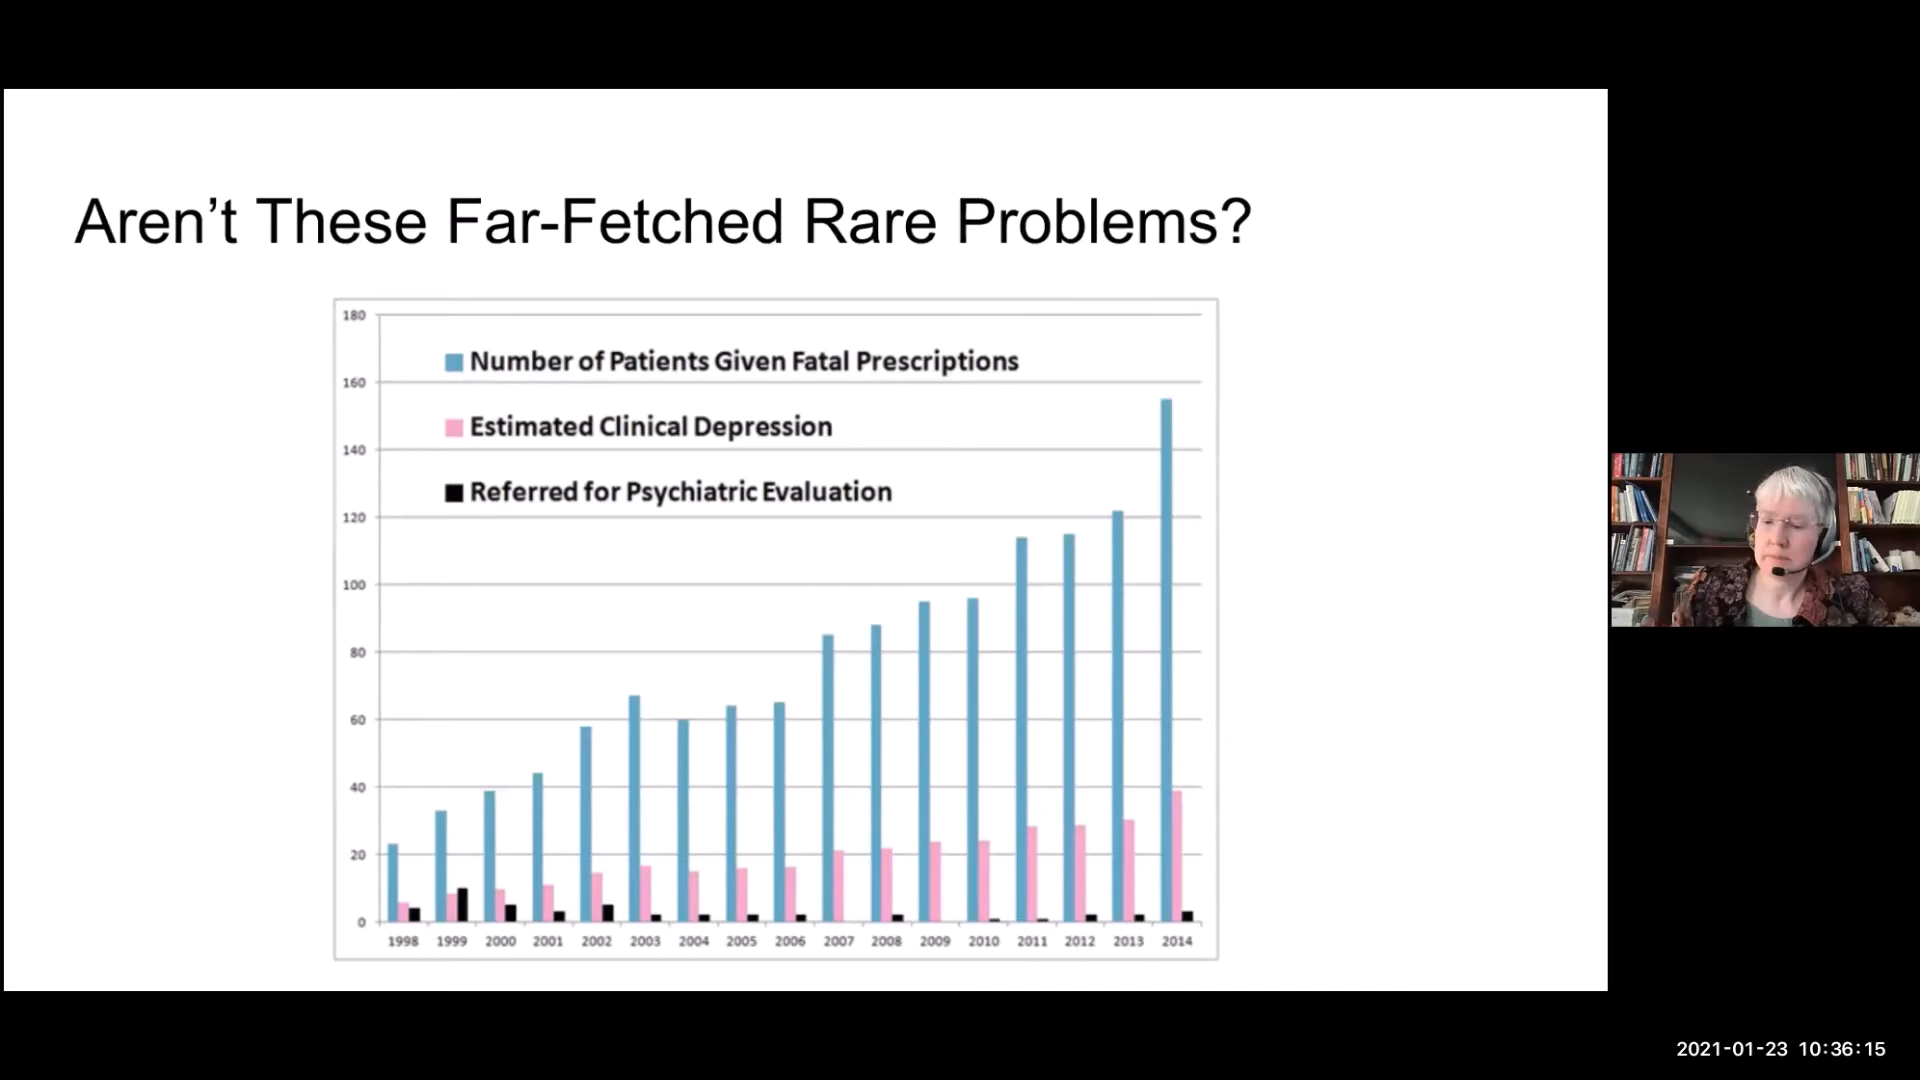 Aren’t These Far-Fetched Rare Problems?
180
Number of Patients Given Fatal Prescriptions
160
Estimated Clinical Depression
140
Referred for Psychiatric Evaluation
120
100
80
60
40
20
0
1998 1999 2000 2001 2002 2003 2004 2005 2006 2007 2008 2009 2010 2011 2012 2013 2014
2021-01-23 10:36:15